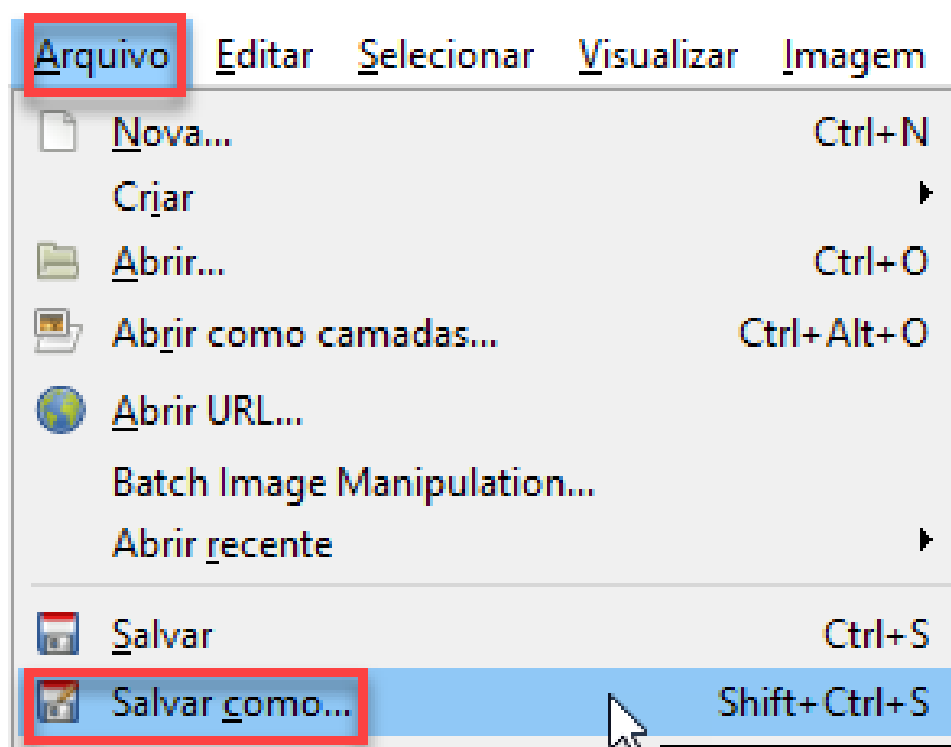 Arquivo Editar Selecionar Visualizar Imagem
Nova... Ctrl+N
Criar
Abrir... Ctrl+O
Abrir como camadas... Ctrl+Alt+O
Abrir URL...
Batch Image Manipulation...
Abrir recente
Salvar Ctrl+S
Salvar como... Shift+Ctrl+S